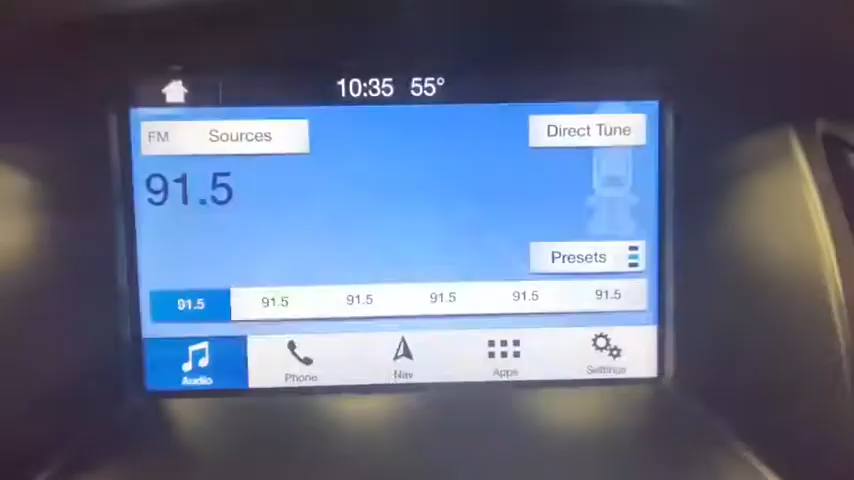 10:35 55°
FM Sources
Direct Tune
91.5
Presets
91.5 91.5 91.5 91.5 91.5 91.5
Audio Phone Nav Apps Settings